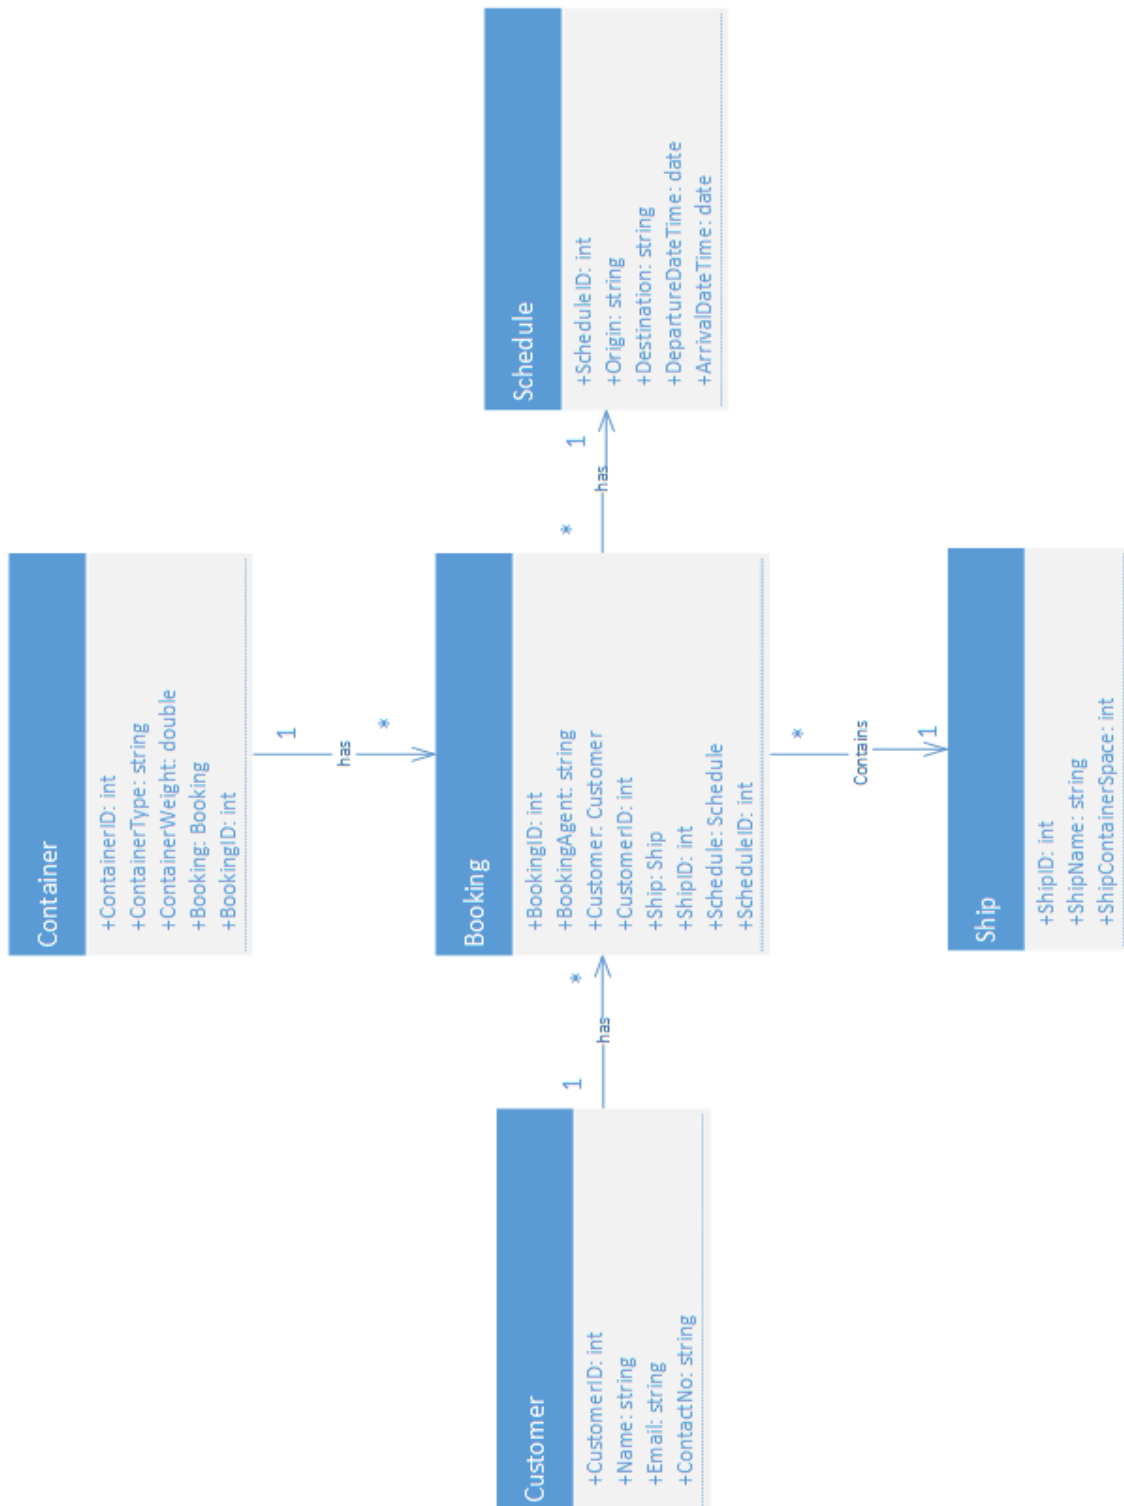 Container
+ContainerID: int
+ContainerType: string
+ContainerWeight: double
+Booking: Booking
+BookingID: int
1
has
*
Customer
+CustomerID: int
+Name: string
+Email: string
+ContactNo: string
1
has
*
Booking
+BookingID: int
+BookingAgent: string
+Customer: Customer
+CustomerID: int
+Ship: Ship
+ShipID: int
+Schedule: Schedule
+ScheduleID: int
*
has
1
Schedule
+ScheduleID: int
+Origin: string
+Destination: string
+DepartureDateTime: date
+ArrivalDateTime: date
*
Contains
1
Ship
+ShipID: int
+ShipName: string
+ShipContainerSpace: int